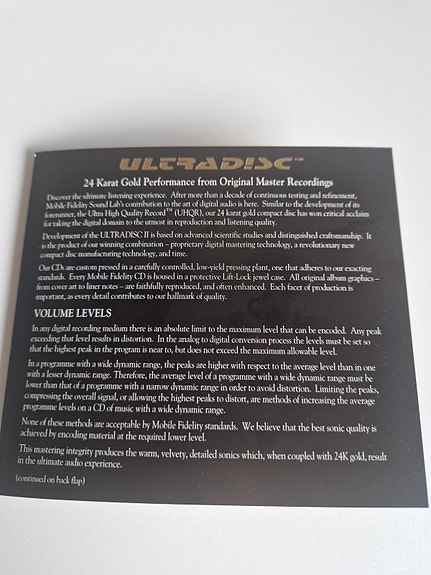 ULTRADISC™
24 Karat Gold Performance from Original Master Recordings
Discover the ultimate listening experience. After more than a decade of continuous testing and refinement,
Mobile Fidelity Sound Lab's contribution to the art of digital audio is here. Similar to the development of its
forerunner, the Ultra High Quality Record™ (UHQR), our 24 karat gold compact disc has won critical acclaim
for taking the digital domain to the utmost in reproduction and listening quality.
Development of the ULTRADISC II is based on advanced scientific studies and distinguished craftsmanship. It
is the product of our winning combination – proprietary digital mastering technology, a revolutionary new
compact disc manufacturing technology, and time.
Our CDs are custom pressed in a carefully controlled, low-yield pressing plant, one that adheres to our exacting
standards. Every Mobile Fidelity CD is housed in a protective Lift-Lock jewel case. All original album graphics –
from cover art to liner notes – are faithfully reproduced, and often enhanced. Each facet of production is
important, as every detail contributes to our hallmark of quality.
VOLUME LEVELS
In any digital recording medium there is an absolute limit to the maximum level that can be encoded. Any peak
exceeding that level results in distortion. In the analog to digital conversion process the levels must be set so
that the highest peak in the program is near to, but does not exceed the maximum allowable level.
In a programme with a wide dynamic range, the peaks are higher with respect to the average level than in one
with a lesser dynamic range. Therefore, the average level of a programme with a wide dynamic range must be
lower than that of a programme with a narrow dynamic range in order to avoid distortion. Limiting the peaks,
compressing the overall signal, or allowing the highest peaks to distort, are methods of increasing the average
programme levels on a CD of music with a wide dynamic range.
None of these methods are acceptable by Mobile Fidelity standards. We believe that the best sonic quality is
achieved by encoding material at the required lower level.
This mastering integrity produces the warm, velvety, detailed sonics which, when coupled with 24K gold, result
in the ultimate audio experience.
(continued on back flap)